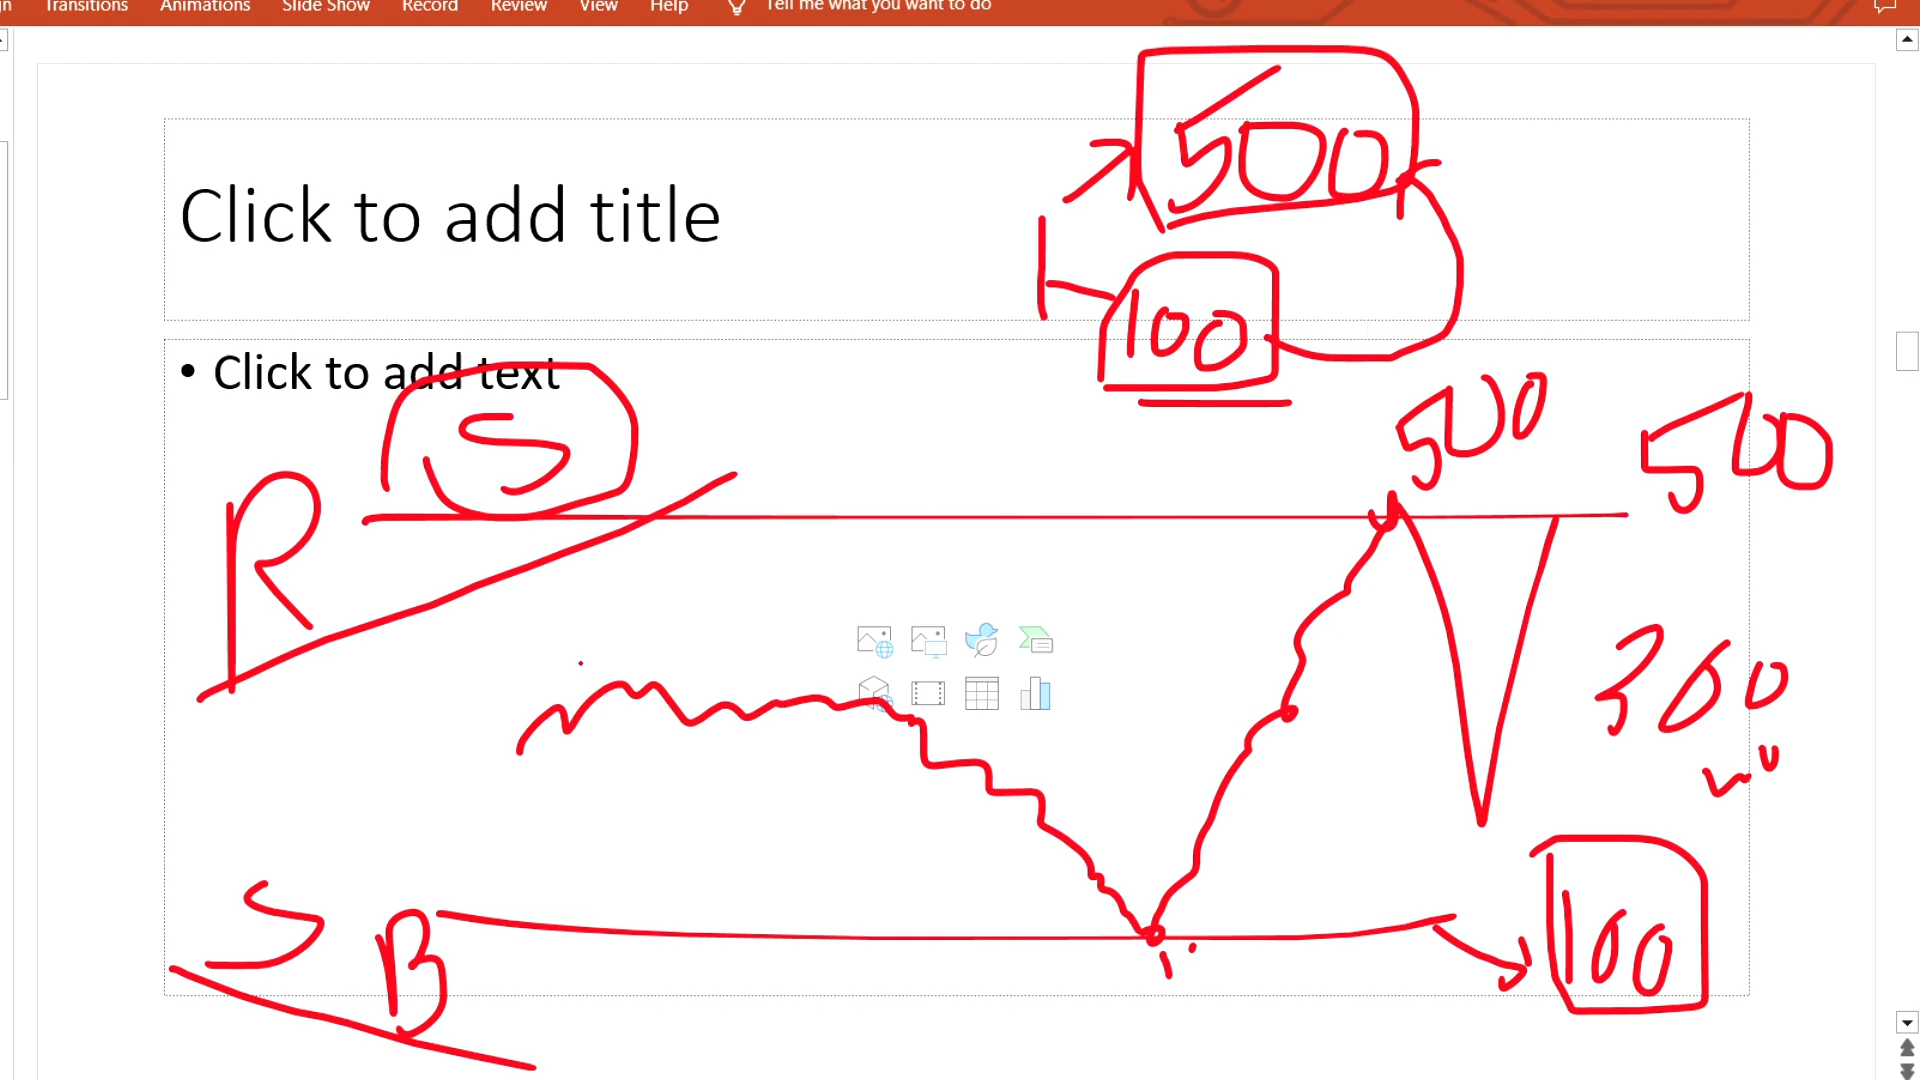 Transitions Animations Slide Show Record Review View Help Tell me what you want to do
500
Click to add title
100
• Click to add text
S
500
500
R
300
S
B
100